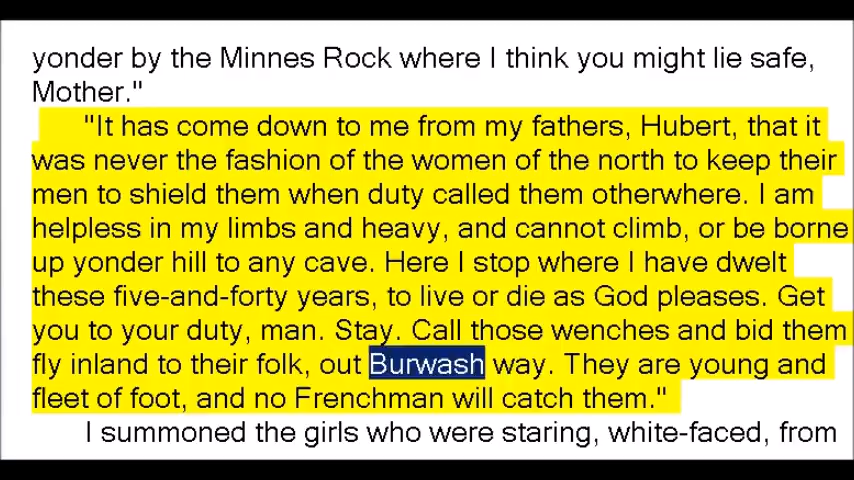 yonder by the Minnes Rock where I think you might lie safe,
Mother."
"It has come down to me from my fathers, Hubert, that it
was never the fashion of the women of the north to keep their
men to shield them when duty called them otherwhere. I am
helpless in my limbs and heavy, and cannot climb, or be borne
up yonder hill to any cave. Here I stop where I have dwelt
these five-and-forty years, to live or die as God pleases. Get
you to your duty, man. Stay. Call those wenches and bid them
fly inland to their folk, out Burwash way. They are young and
fleet of foot, and no Frenchman will catch them."
I summoned the girls who were staring, white-faced, from